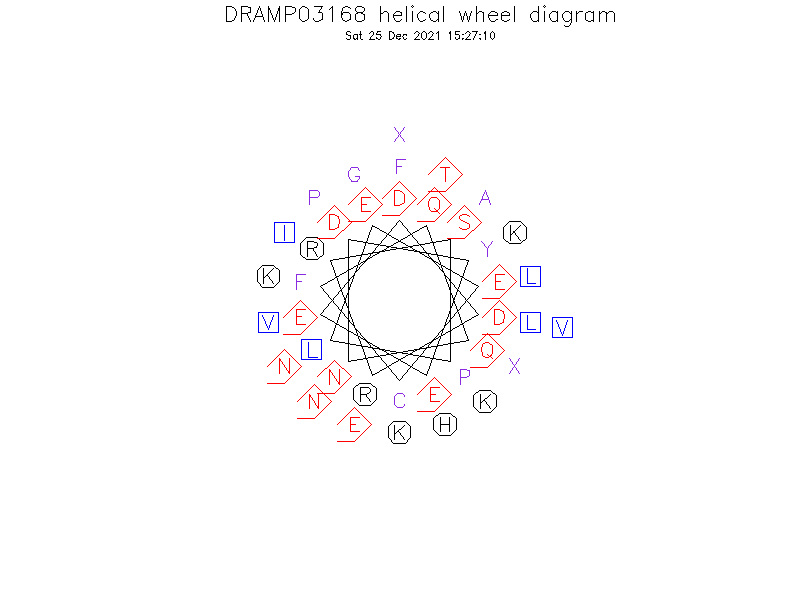 DRAMP03168 helical wheel diagram
Sat 25 Dec 2021 15:27:10
X
F
G T
P E D Q A
I D S K
R Y
K F E L
V E D L V
L Q
N N P X
N R C E K
E K H